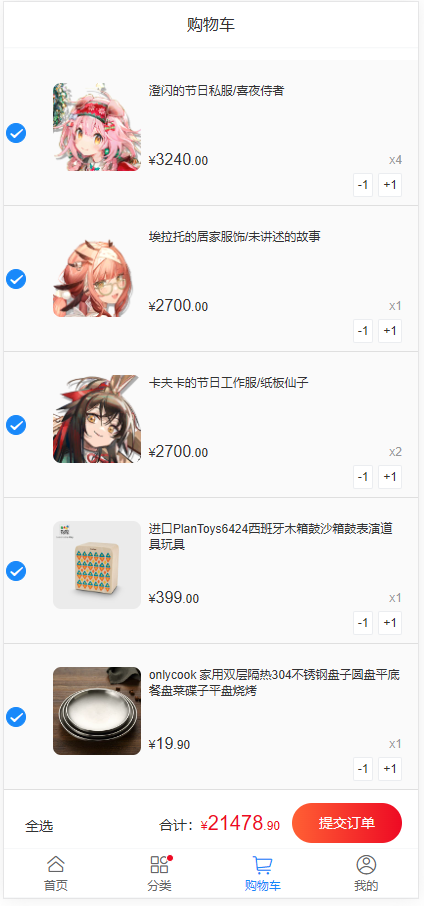 购物车
澄闪的节日私服/喜夜侍者
¥3240.00
x4
-1
+1
埃拉托的居家服饰/未讲述的故事
¥2700.00
x1
-1
+1
卡夫卡的节日工作服/纸板仙子
¥2700.00
x2
-1
+1
进口PlanToys6424西班牙木箱鼓沙箱鼓表演道
具玩具
¥399.00
x1
-1
+1
onlycook 家用双层隔热304不锈钢盘子圆盘平底
餐盘菜碟子平盘烧烤
¥19.90
x1
-1
+1
全选
合计：¥21478.90
提交订单
首页
分类
购物车
我的